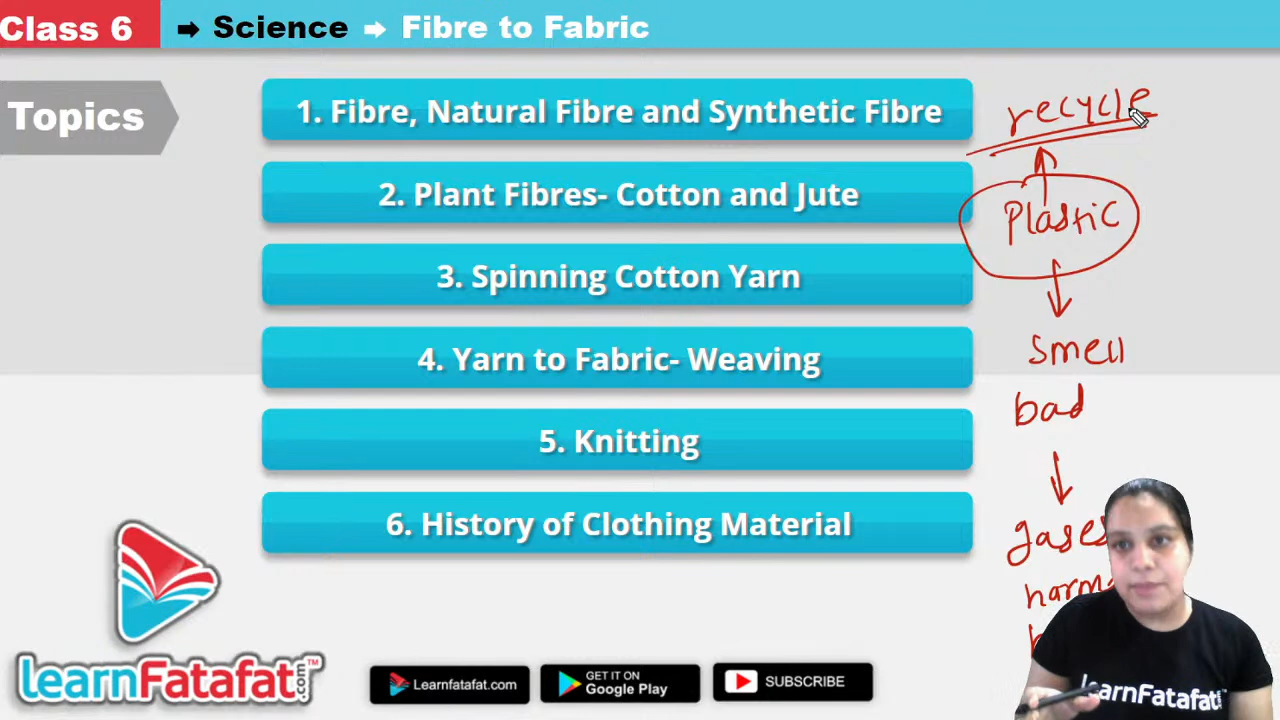 Class 6 ➡ Science ➡ Fibre to Fabric
Topics
1. Fibre, Natural Fibre and Synthetic Fibre
2. Plant Fibres- Cotton and Jute
3. Spinning Cotton Yarn
4. Yarn to Fabric- Weaving
5. Knitting
6. History of Clothing Material
recycle
Plastic
smell
bad
gases
learnFatafat.com™
Learnfatafat.com
GET IT ON
Google Play
SUBSCRIBE
learnFatafat